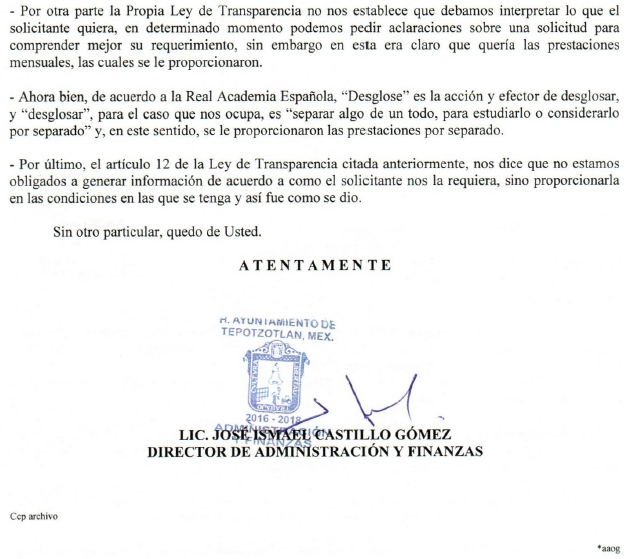 - Por otra parte la Propia Ley de Transparencia no nos establece que debamos interpretar lo que el
solicitante quiera, en determinado momento podemos pedir aclaraciones sobre una solicitud para
comprender mejor su requerimiento, sin embargo en esta era claro que quería las prestaciones
mensuales, las cuales se le proporcionaron.
- Ahora bien, de acuerdo a la Real Academia Española, “Desglose” es la acción y efector de desglosar,
y “desglosar”, para el caso que nos ocupa, es “separar algo de un todo, para estudiarlo o considerarlo
por separado” y, en este sentido, se le proporcionaron las prestaciones por separado.
- Por último, el artículo 12 de la Ley de Transparencia citada anteriormente, nos dice que no estamos
obligados a generar información de acuerdo a como el solicitante nos la requiera, sino proporcionarla
en las condiciones en las que se tenga y así fue como se dio.
Sin otro particular, quedo de Usted.
A T E N T A M E N T E
H. AYUNTAMIENTO DE
TEPOTZOTLAN, MEX.
2016 - 2018
ADMINISTRACIÓN
Y FINANZAS
LIC. JOSÉ ISMAEL CASTILLO GÓMEZ
DIRECTOR DE ADMINISTRACIÓN Y FINANZAS
Ccp archivo
*aaog